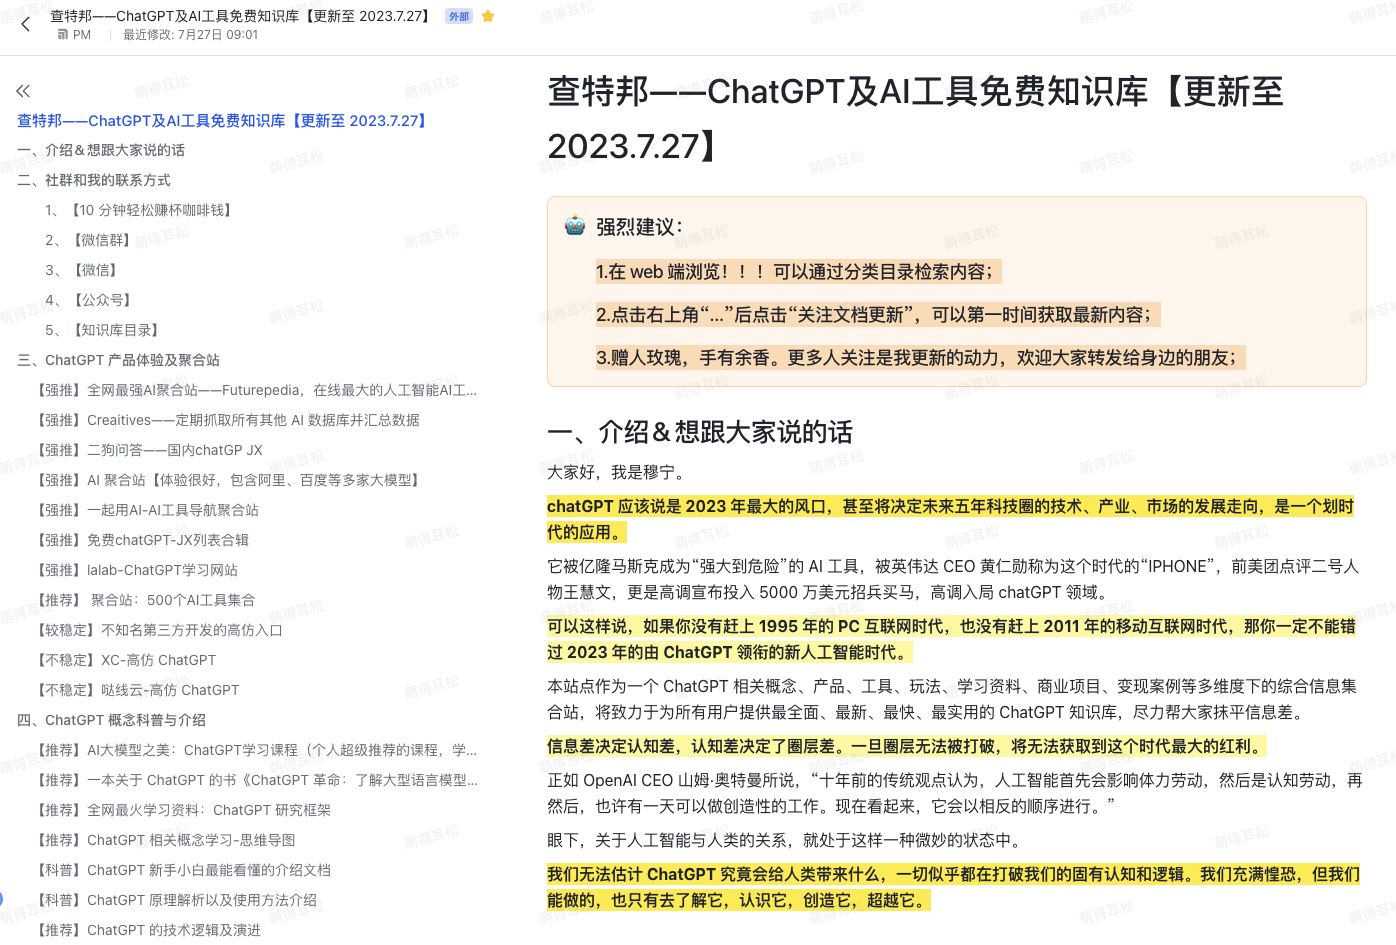 查特邦——ChatGPT及AI工具免费知识库【更新至 2023.7.27】 外部
PM 最近修改: 7月27日 09:01
查特邦——ChatGPT及AI工具免费知识库【更新至 2023.7.27】
一、介绍＆想跟大家说的话
二、社群和我的联系方式
1、【10 分钟轻松赚杯咖啡钱】
2、【微信群】
3、【微信】
4、【公众号】
5、【知识库目录】
三、ChatGPT 产品体验及聚合站
【强推】全网最强AI聚合站——Futurepedia，在线最大的人工智能AI工...
【强推】Creaitives——定期抓取所有其他 AI 数据库并汇总数据
【强推】二狗问答——国内chatGP JX
【强推】AI 聚合站【体验很好，包含阿里、百度等多家大模型】
【强推】一起用AI-AI工具导航聚合站
【强推】免费chatGPT-JX列表合辑
【强推】lalab-ChatGPT学习网站
【推荐】 聚合站：500个AI工具集合
【较稳定】不知名第三方开发的高仿入口
【不稳定】XC-高仿 ChatGPT
【不稳定】哒线云-高仿 ChatGPT
四、ChatGPT 概念科普与介绍
【推荐】AI大模型之美：ChatGPT学习课程（个人超级推荐的课程，学...
【推荐】一本关于 ChatGPT 的书《ChatGPT 革命：了解大型语言模型...
【推荐】全网最火学习资料：ChatGPT 研究框架
【推荐】ChatGPT 相关概念学习-思维导图
【科普】ChatGPT 新手小白最能看懂的介绍文档
【科普】ChatGPT 原理解析以及使用方法介绍
【推荐】ChatGPT 的技术逻辑及演进
查特邦——ChatGPT及AI工具免费知识库【更新至
2023.7.27】
强烈建议：
1.在 web 端浏览！！！可以通过分类目录检索内容；
2.点击右上角“...”后点击“关注文档更新”，可以第一时间获取最新内容；
3.赠人玫瑰，手有余香。更多人关注是我更新的动力，欢迎大家转发给身边的朋友；
一、介绍＆想跟大家说的话
大家好，我是穆宁。
chatGPT 应该说是 2023 年最大的风口，甚至将决定未来五年科技圈的技术、产业、市场的发展走向，是一个划时
代的应用。
它被亿隆马斯克成为“强大到危险”的 AI 工具，被英伟达 CEO 黄仁勋称为这个时代的“IPHONE”，前美团点评二号人
物王慧文，更是高调宣布投入 5000 万美元招兵买马，高调入局 chatGPT 领域。
可以这样说，如果你没有赶上 1995 年的 PC 互联网时代，也没有赶上 2011 年的移动互联网时代，那你一定不能错
过 2023 年的由 ChatGPT 领衔的新人工智能时代。
本站点作为一个 ChatGPT 相关概念、产品、工具、玩法、学习资料、商业项目、变现案例等多维度下的综合信息集
合站，将致力于为所有用户提供最全面、最新、最快、最实用的 ChatGPT 知识库，尽力帮大家抹平信息差。
信息差决定认知差，认知差决定了圈层差。一旦圈层无法被打破，将无法获取到这个时代最大的红利。
正如 OpenAI CEO 山姆·奥特曼所说，“十年前的传统观点认为，人工智能首先会影响体力劳动，然后是认知劳动，再
然后，也许有一天可以做创造性的工作。现在看起来，它会以相反的顺序进行。”
眼下，关于人工智能与人类的关系，就处于这样一种微妙的状态中。
我们无法估计 ChatGPT 究竟会给人类带来什么，一切似乎都在打破我们的固有认知和逻辑。我们充满惶恐，但我们
能做的，也只有去了解它，认识它，创造它，超越它。
萌得耳松